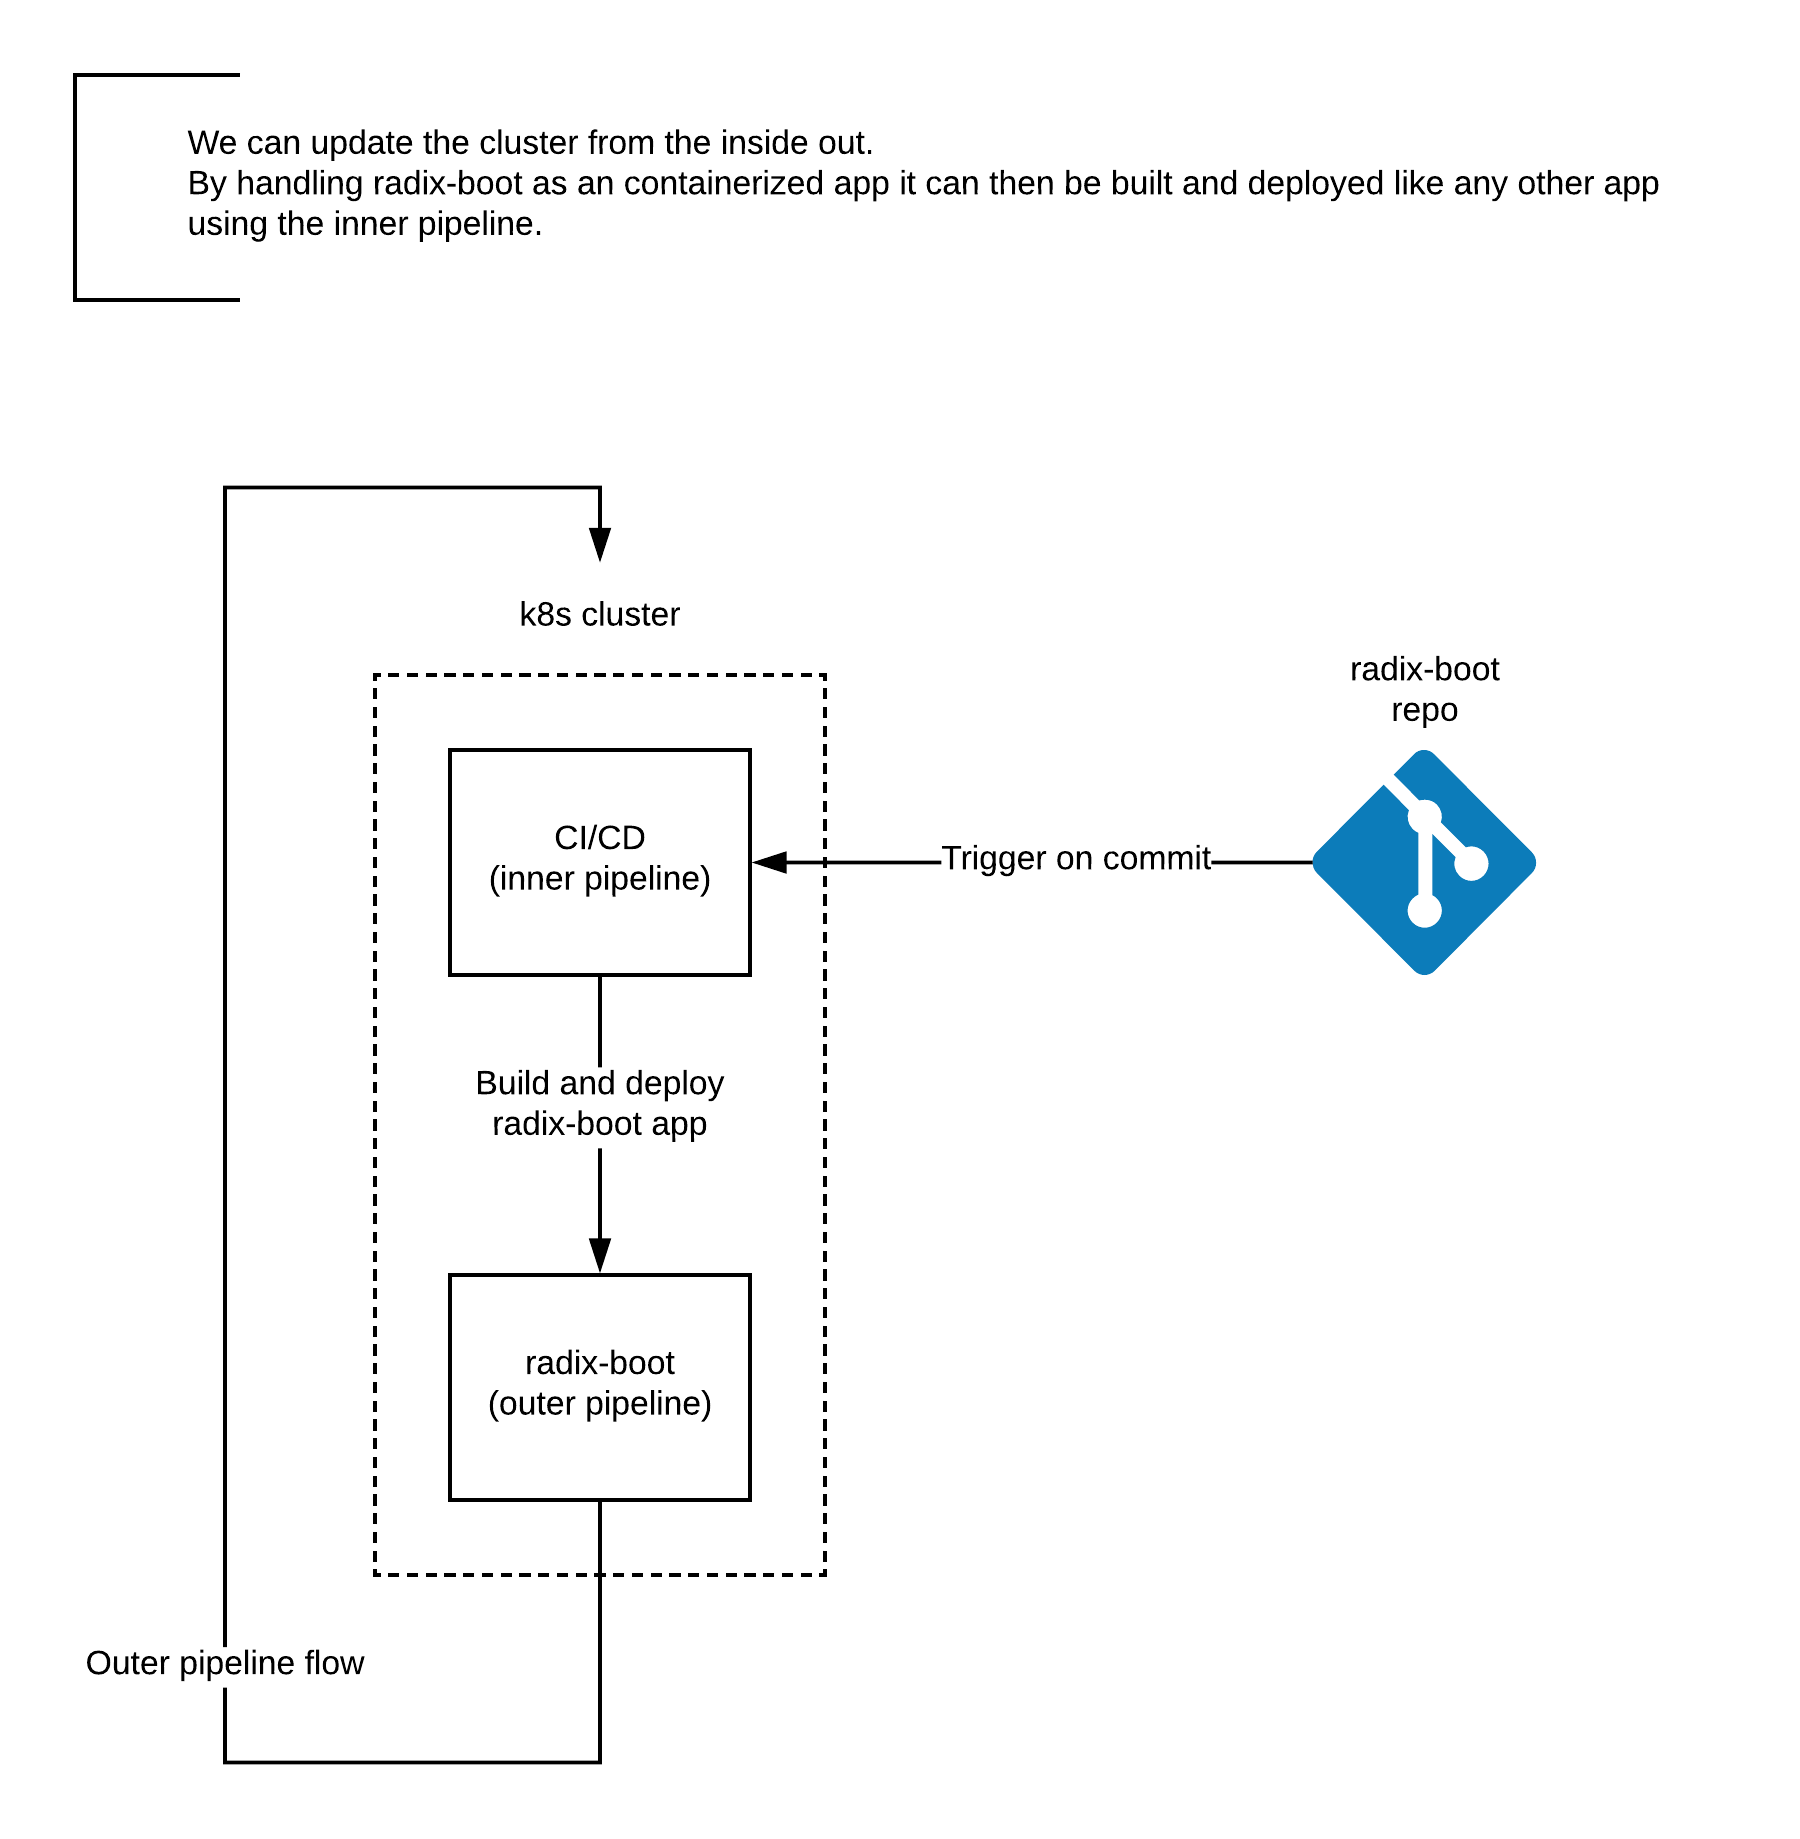 We can update the cluster from the inside out.
By handling radix-boot as an containerized app it can then be built and deployed like any other app
using the inner pipeline.
k8s cluster
radix-boot
repo
CI/CD
(inner pipeline)
Trigger on commit
Build and deploy
radix-boot app
radix-boot
(outer pipeline)
Outer pipeline flow